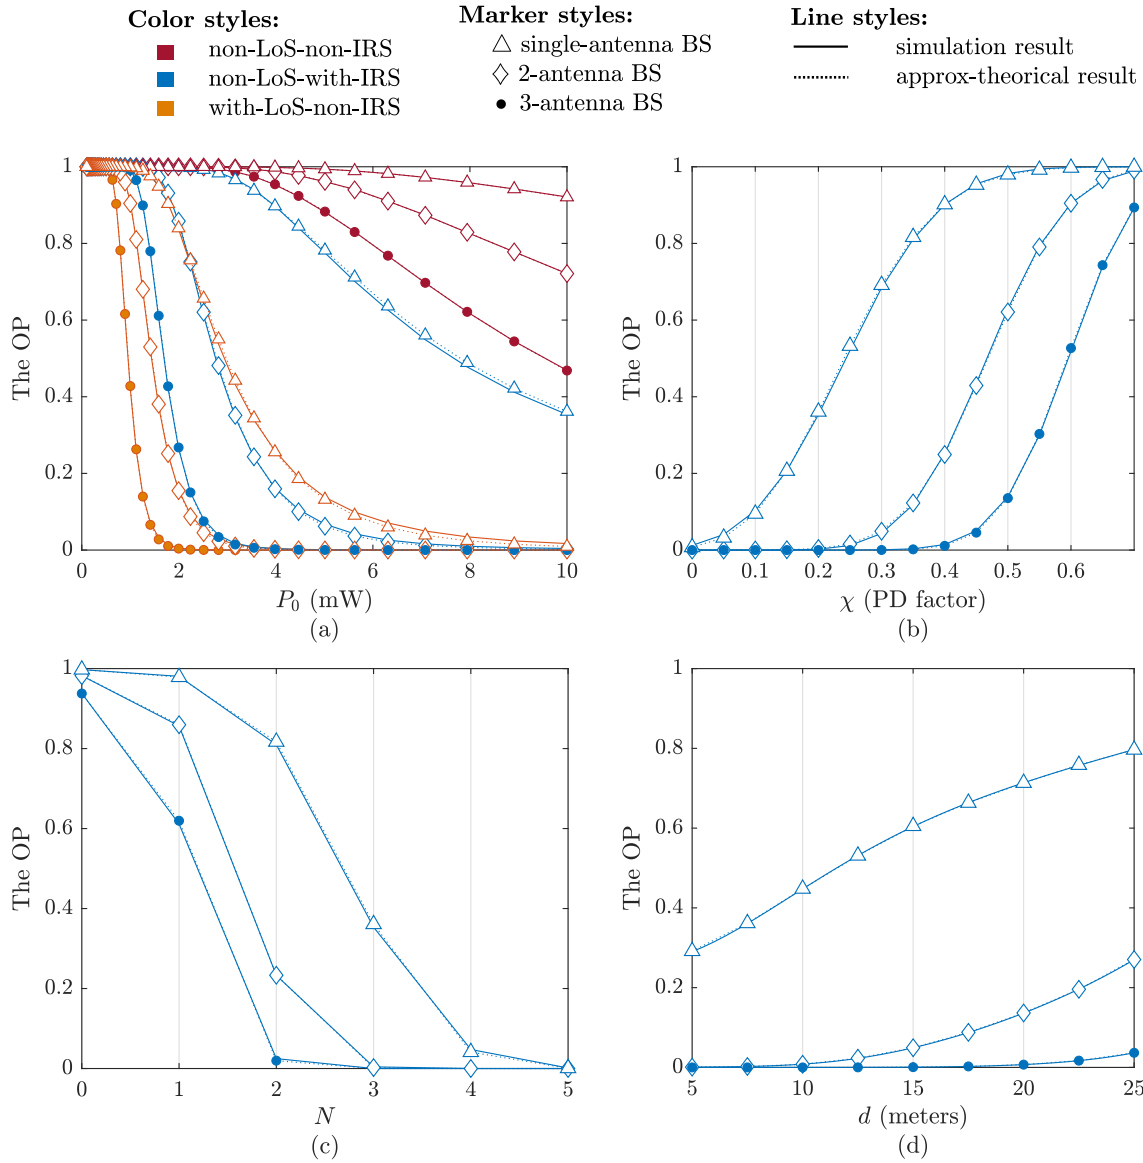 Color styles:
non-LoS-non-IRS
non-LoS-with-IRS
with-LoS-non-IRS
Marker styles:
single-antenna BS
2-antenna BS
3-antenna BS
Line styles:
simulation result
approx-theorical result
1
0.8
0.6
0.4
0.2
0
The OP
0 2 4 6 8 10
P₀ (mW)
(a)
1
0.8
0.6
0.4
0.2
0
The OP
0 0.1 0.2 0.3 0.4 0.5 0.6
χ (PD factor)
(b)
1
0.8
0.6
0.4
0.2
0
The OP
0 1 2 3 4 5
N
(c)
1
0.8
0.6
0.4
0.2
0
The OP
5 10 15 20 25
d (meters)
(d)